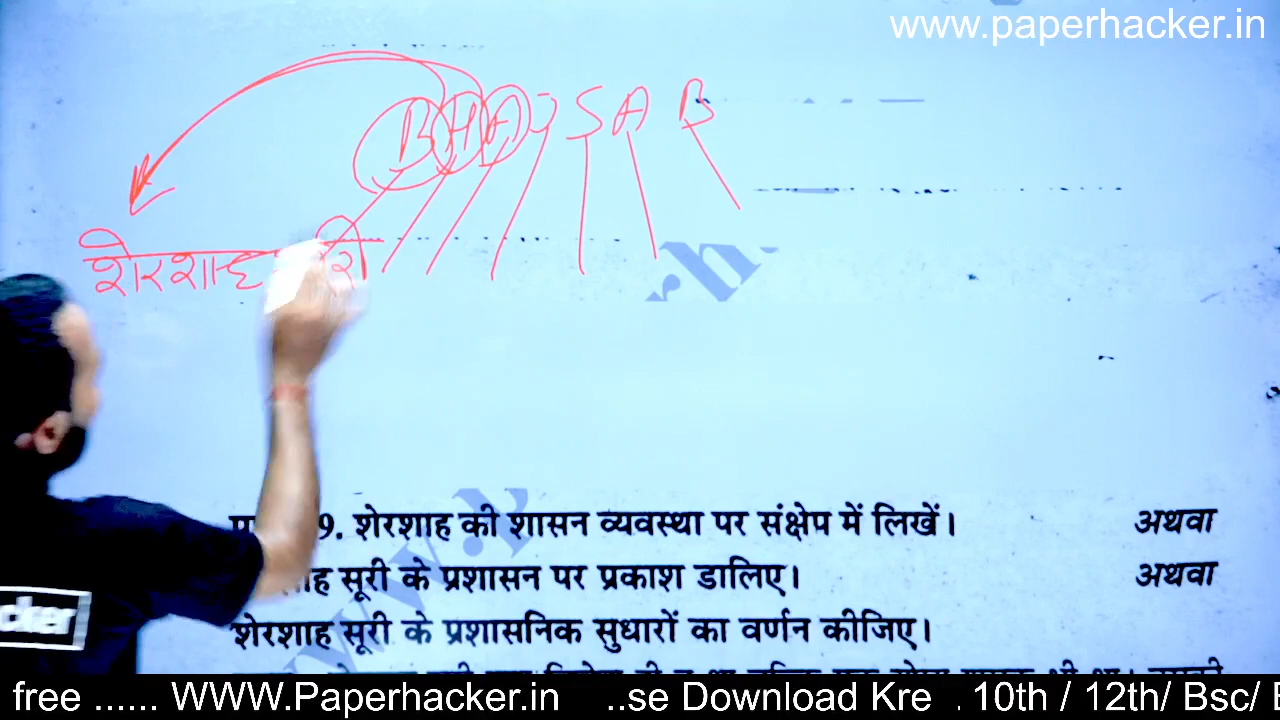 www.paperhacker.in
B H A J S A B
शेरशाह
9. शेरशाह की शासन व्यवस्था पर संक्षेप में लिखें। अथवा
सूरी के प्रशासन पर प्रकाश डालिए। अथवा
शेरशाह सूरी के प्रशासनिक सुधारों का वर्णन कीजिए।
cker
free ...... WWW.Paperhacker.in ..se Download Kre . 10th / 12th/ Bsc/